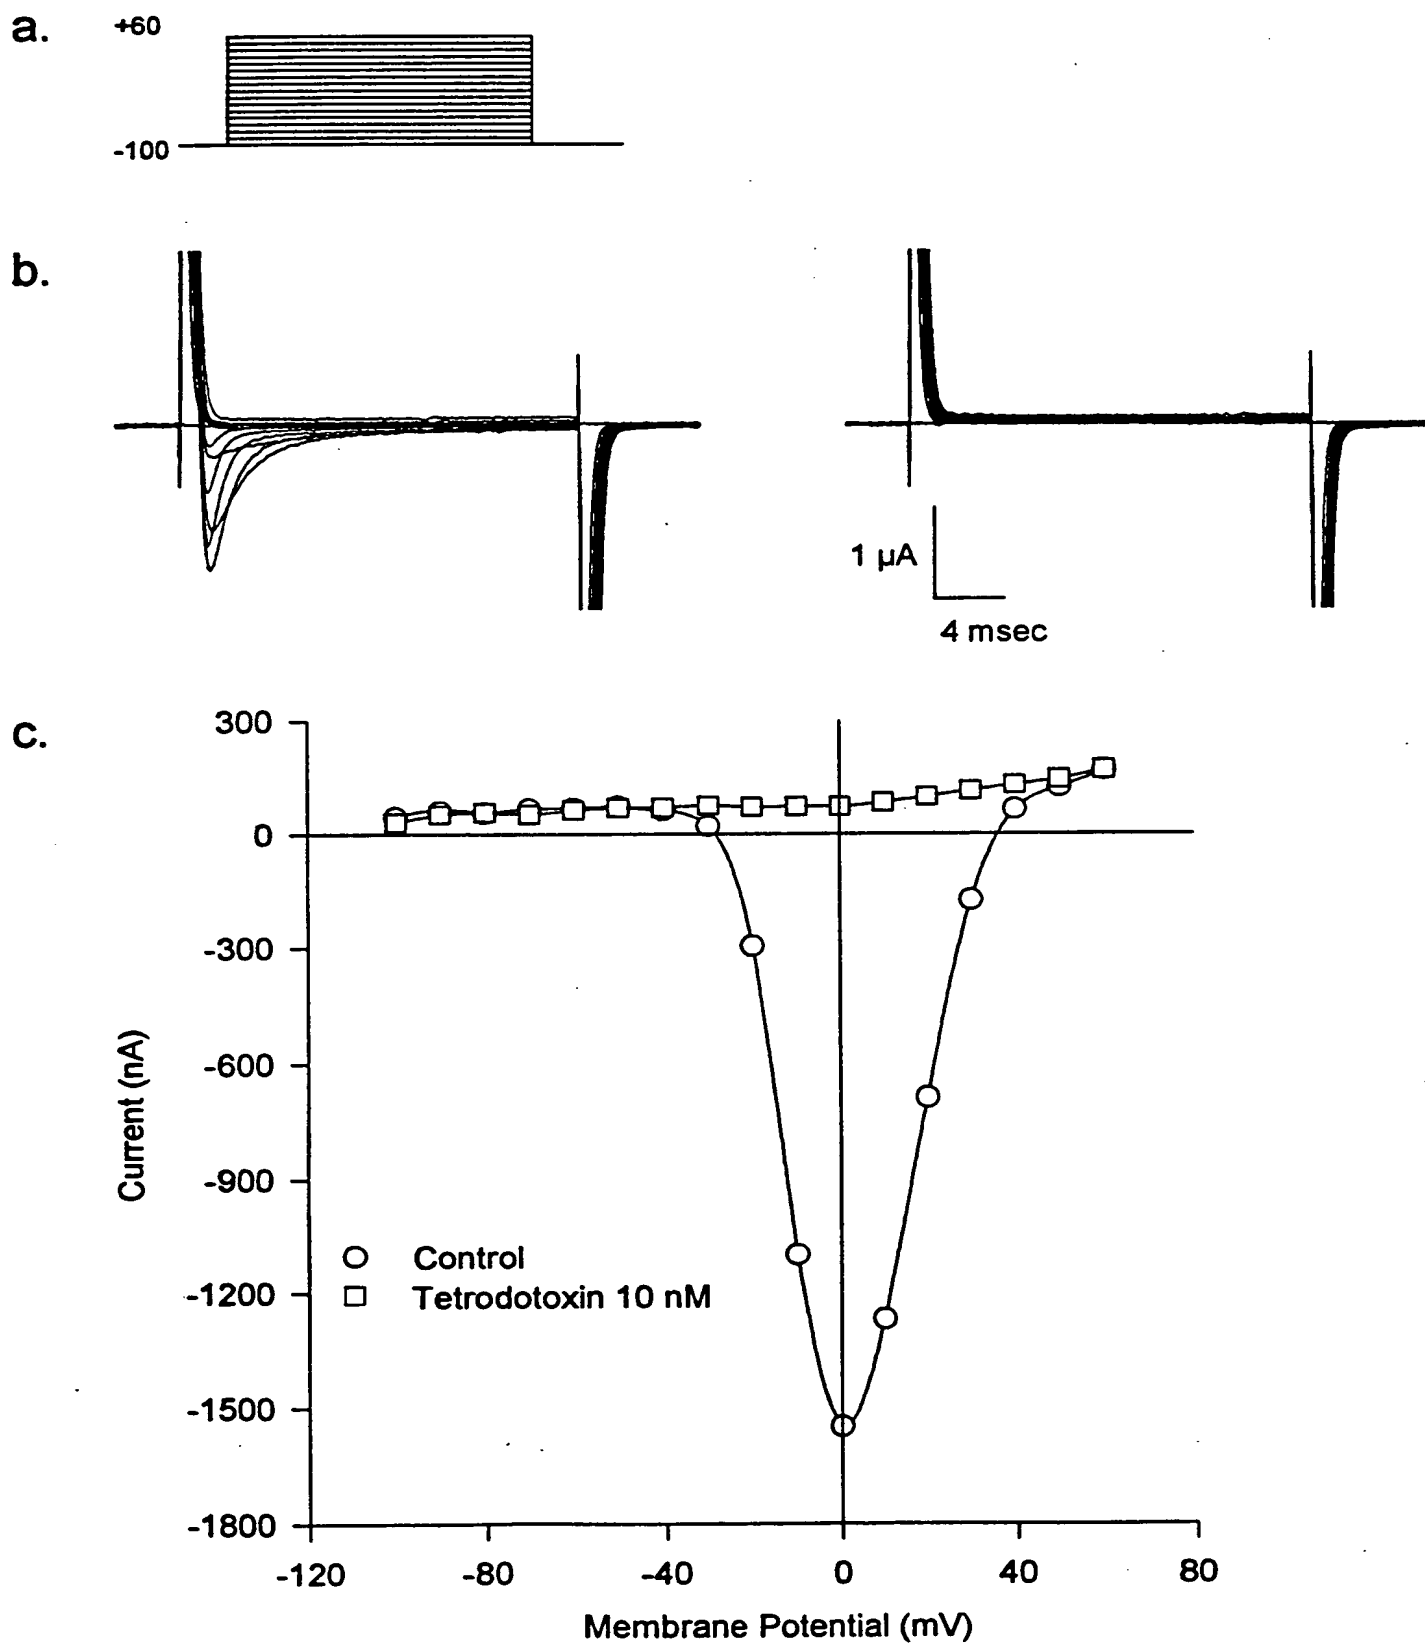 a.
+60
-100
b.
1 µA
4 msec
c.
300
0
-300
-600
-900
-1200
-1500
-1800
Current (nA)
Control
Tetrodotoxin 10 nM
-120 -80 -40 0 40 80
Membrane Potential (mV)